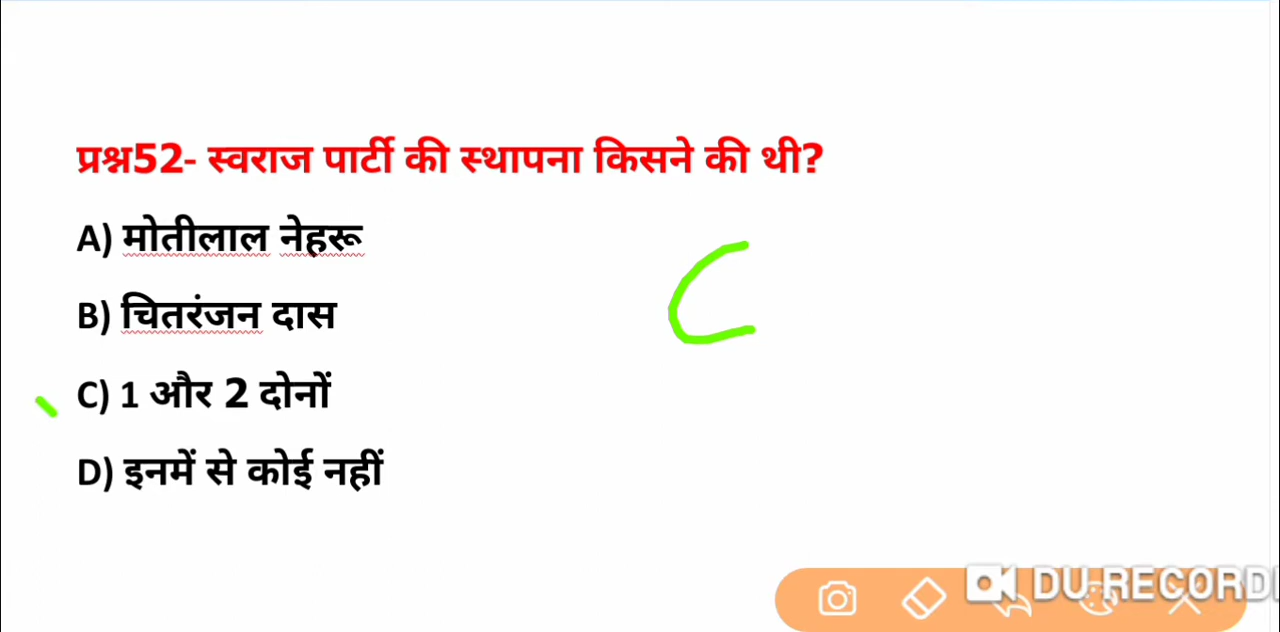 प्रश्न52- स्वराज पार्टी की स्थापना किसने की थी?
A) मोतीलाल नेहरू
B) चितरंजन दास
C
C) 1 और 2 दोनों
D) इनमें से कोई नहीं
DU RECORD